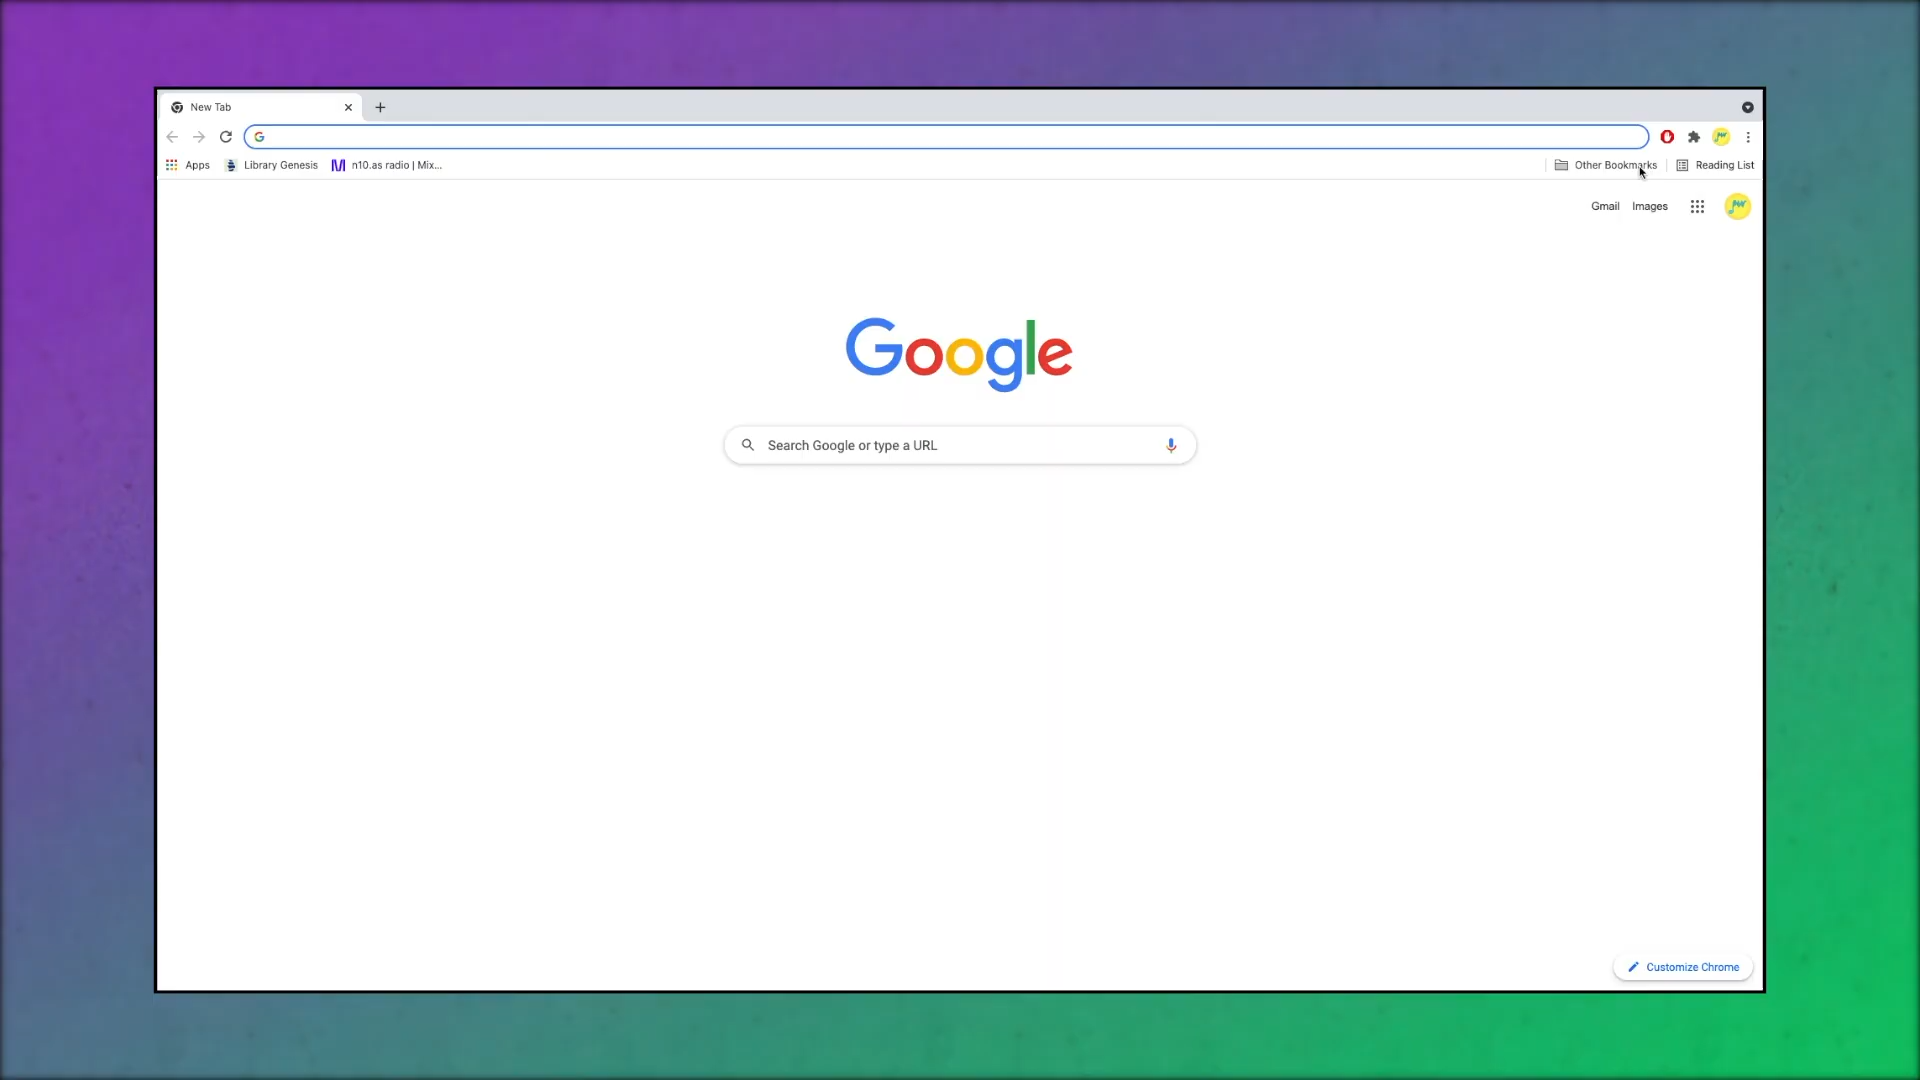 New Tab
Apps Library Genesis n10.as radio | Mix... Other Bookmarks Reading List
Gmail Images
Google
Search Google or type a URL
Customize Chrome